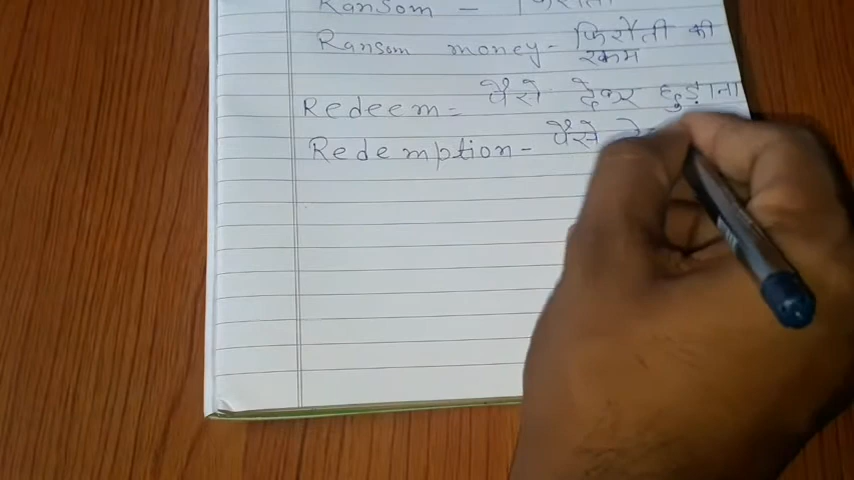 Ransom -
Ransom money - फिरौती की
रकम
Redeem = पैसे देकर छुड़ाना
Redemption - पैसे